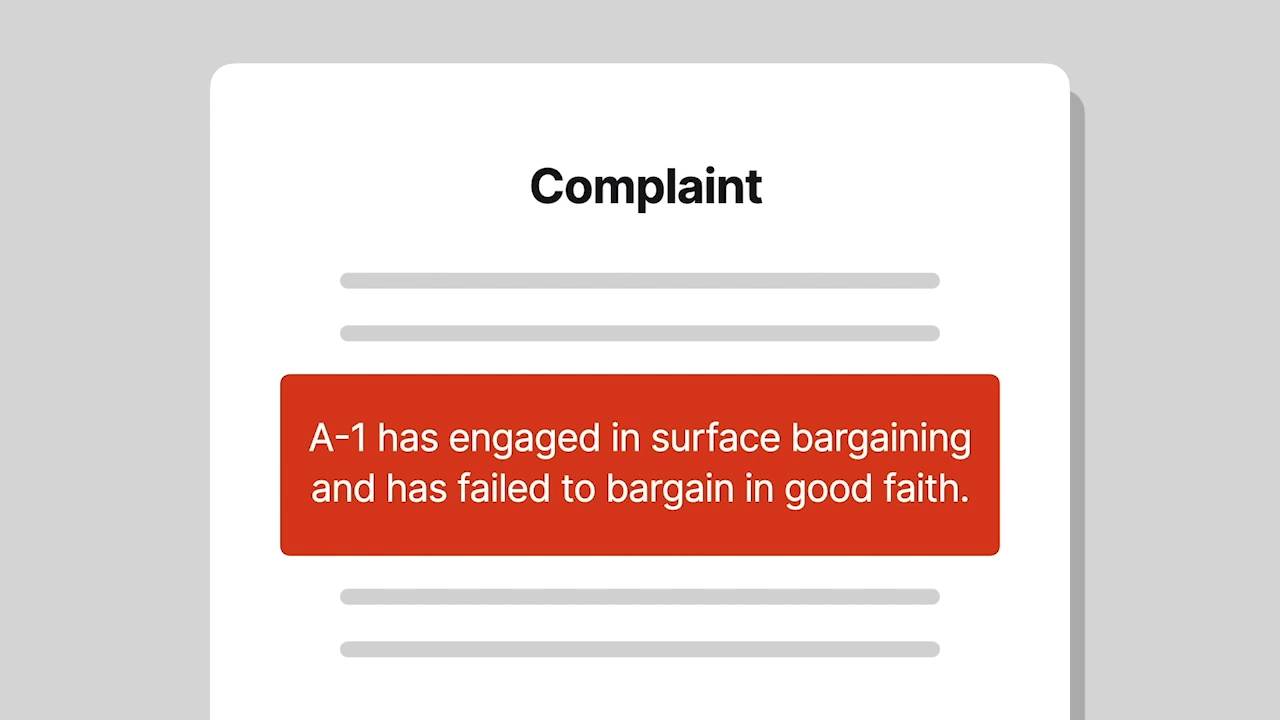 Complaint
A-1 has engaged in surface bargaining
and has failed to bargain in good faith.